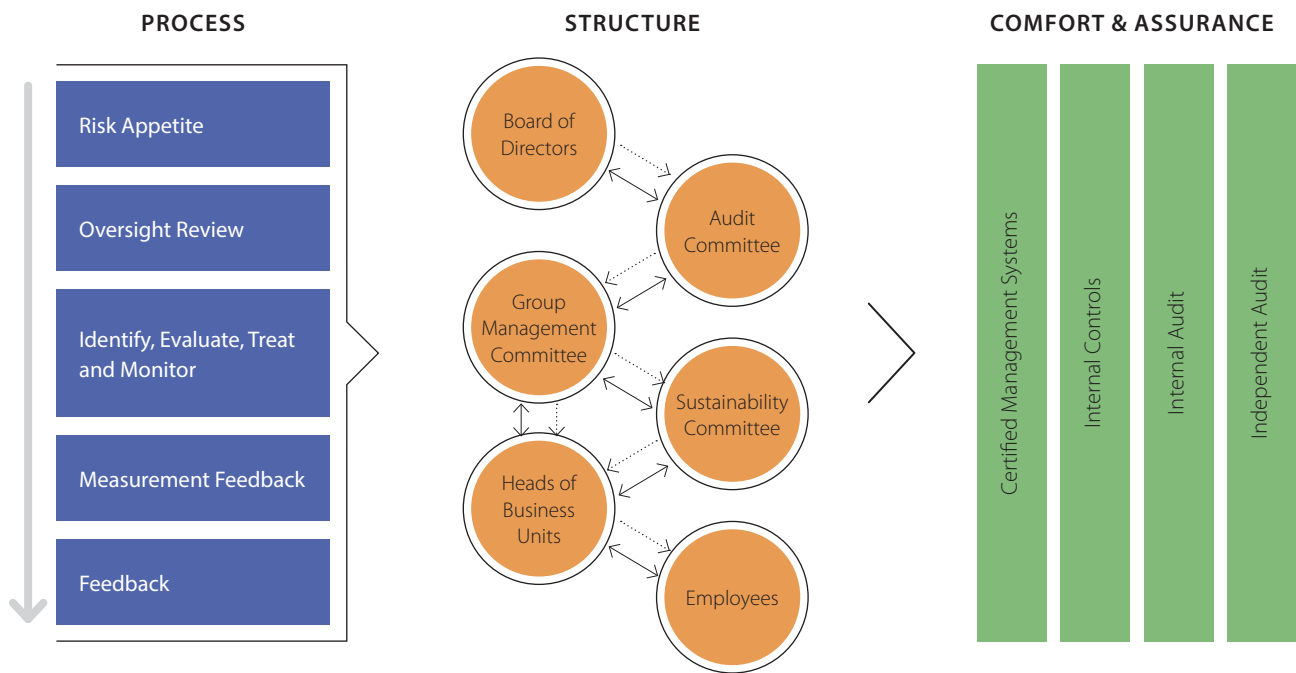 PROCESS
Risk Appetite
Oversight Review
Identify, Evaluate, Treat
and Monitor
Measurement Feedback
Feedback
STRUCTURE
Board of
Directors
Audit
Committee
Group
Management
Committee
Sustainability
Committee
Heads of
Business
Units
Employees
COMFORT & ASSURANCE
Certified Management Systems
Internal Controls
Internal Audit
Independent Audit